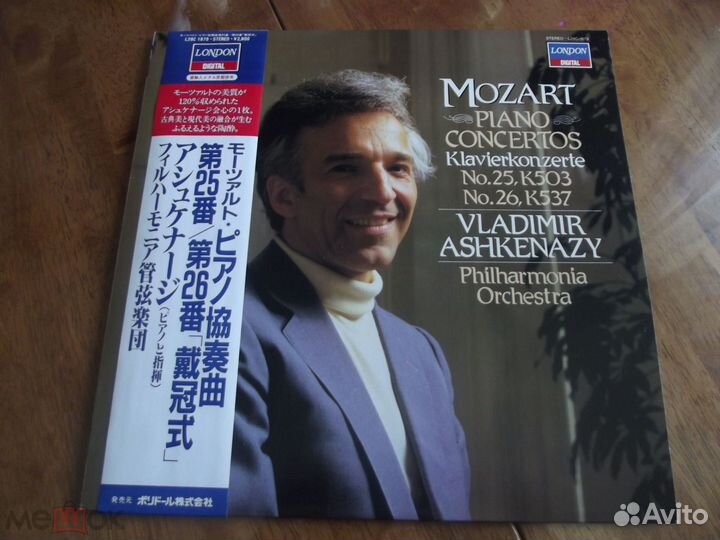 L28C 1878・STEREO・¥2,800
LONDON
DIGITAL
モーツァルトの美質が
120%収められた
アシュケナージ会心の1枚。
古典美と現代美の融合が生む
ふるえるような陶酔。
モーツァルト・ピアノ協奏曲
第25番/第26番「戴冠式」
アシュケナージ(ピアノと指揮)
フィルハーモニア管弦楽団
発売元 ポリドール株式会社
LONDON
DIGITAL
MOZART
PIANO
CONCERTOS
Klavierkonzerte
No.25, K503
No.26, K537
VLADIMIR
ASHKENAZY
Philharmonia
Orchestra
Мешок
Avito